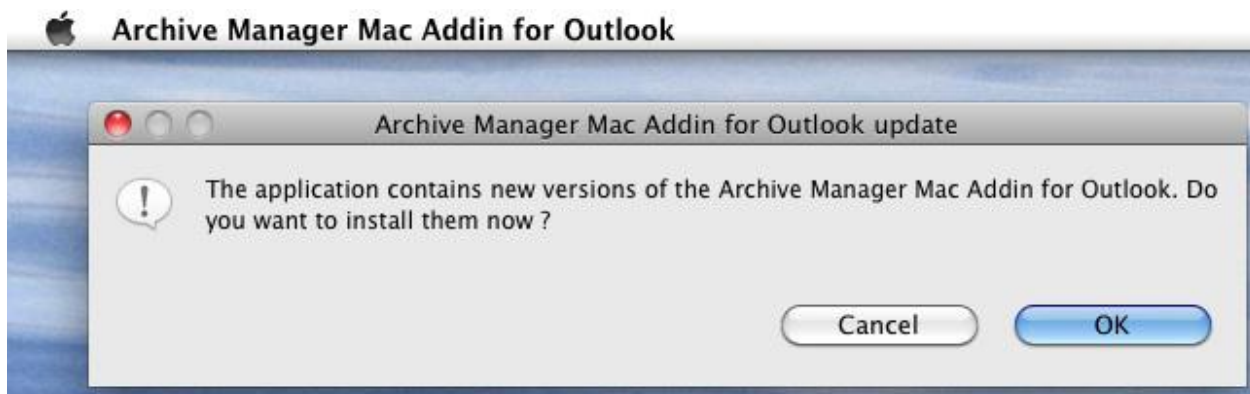 Archive Manager Mac Addin for Outlook
Archive Manager Mac Addin for Outlook update
The application contains new versions of the Archive Manager Mac Addin for Outlook. Do
you want to install them now ?
Cancel
OK